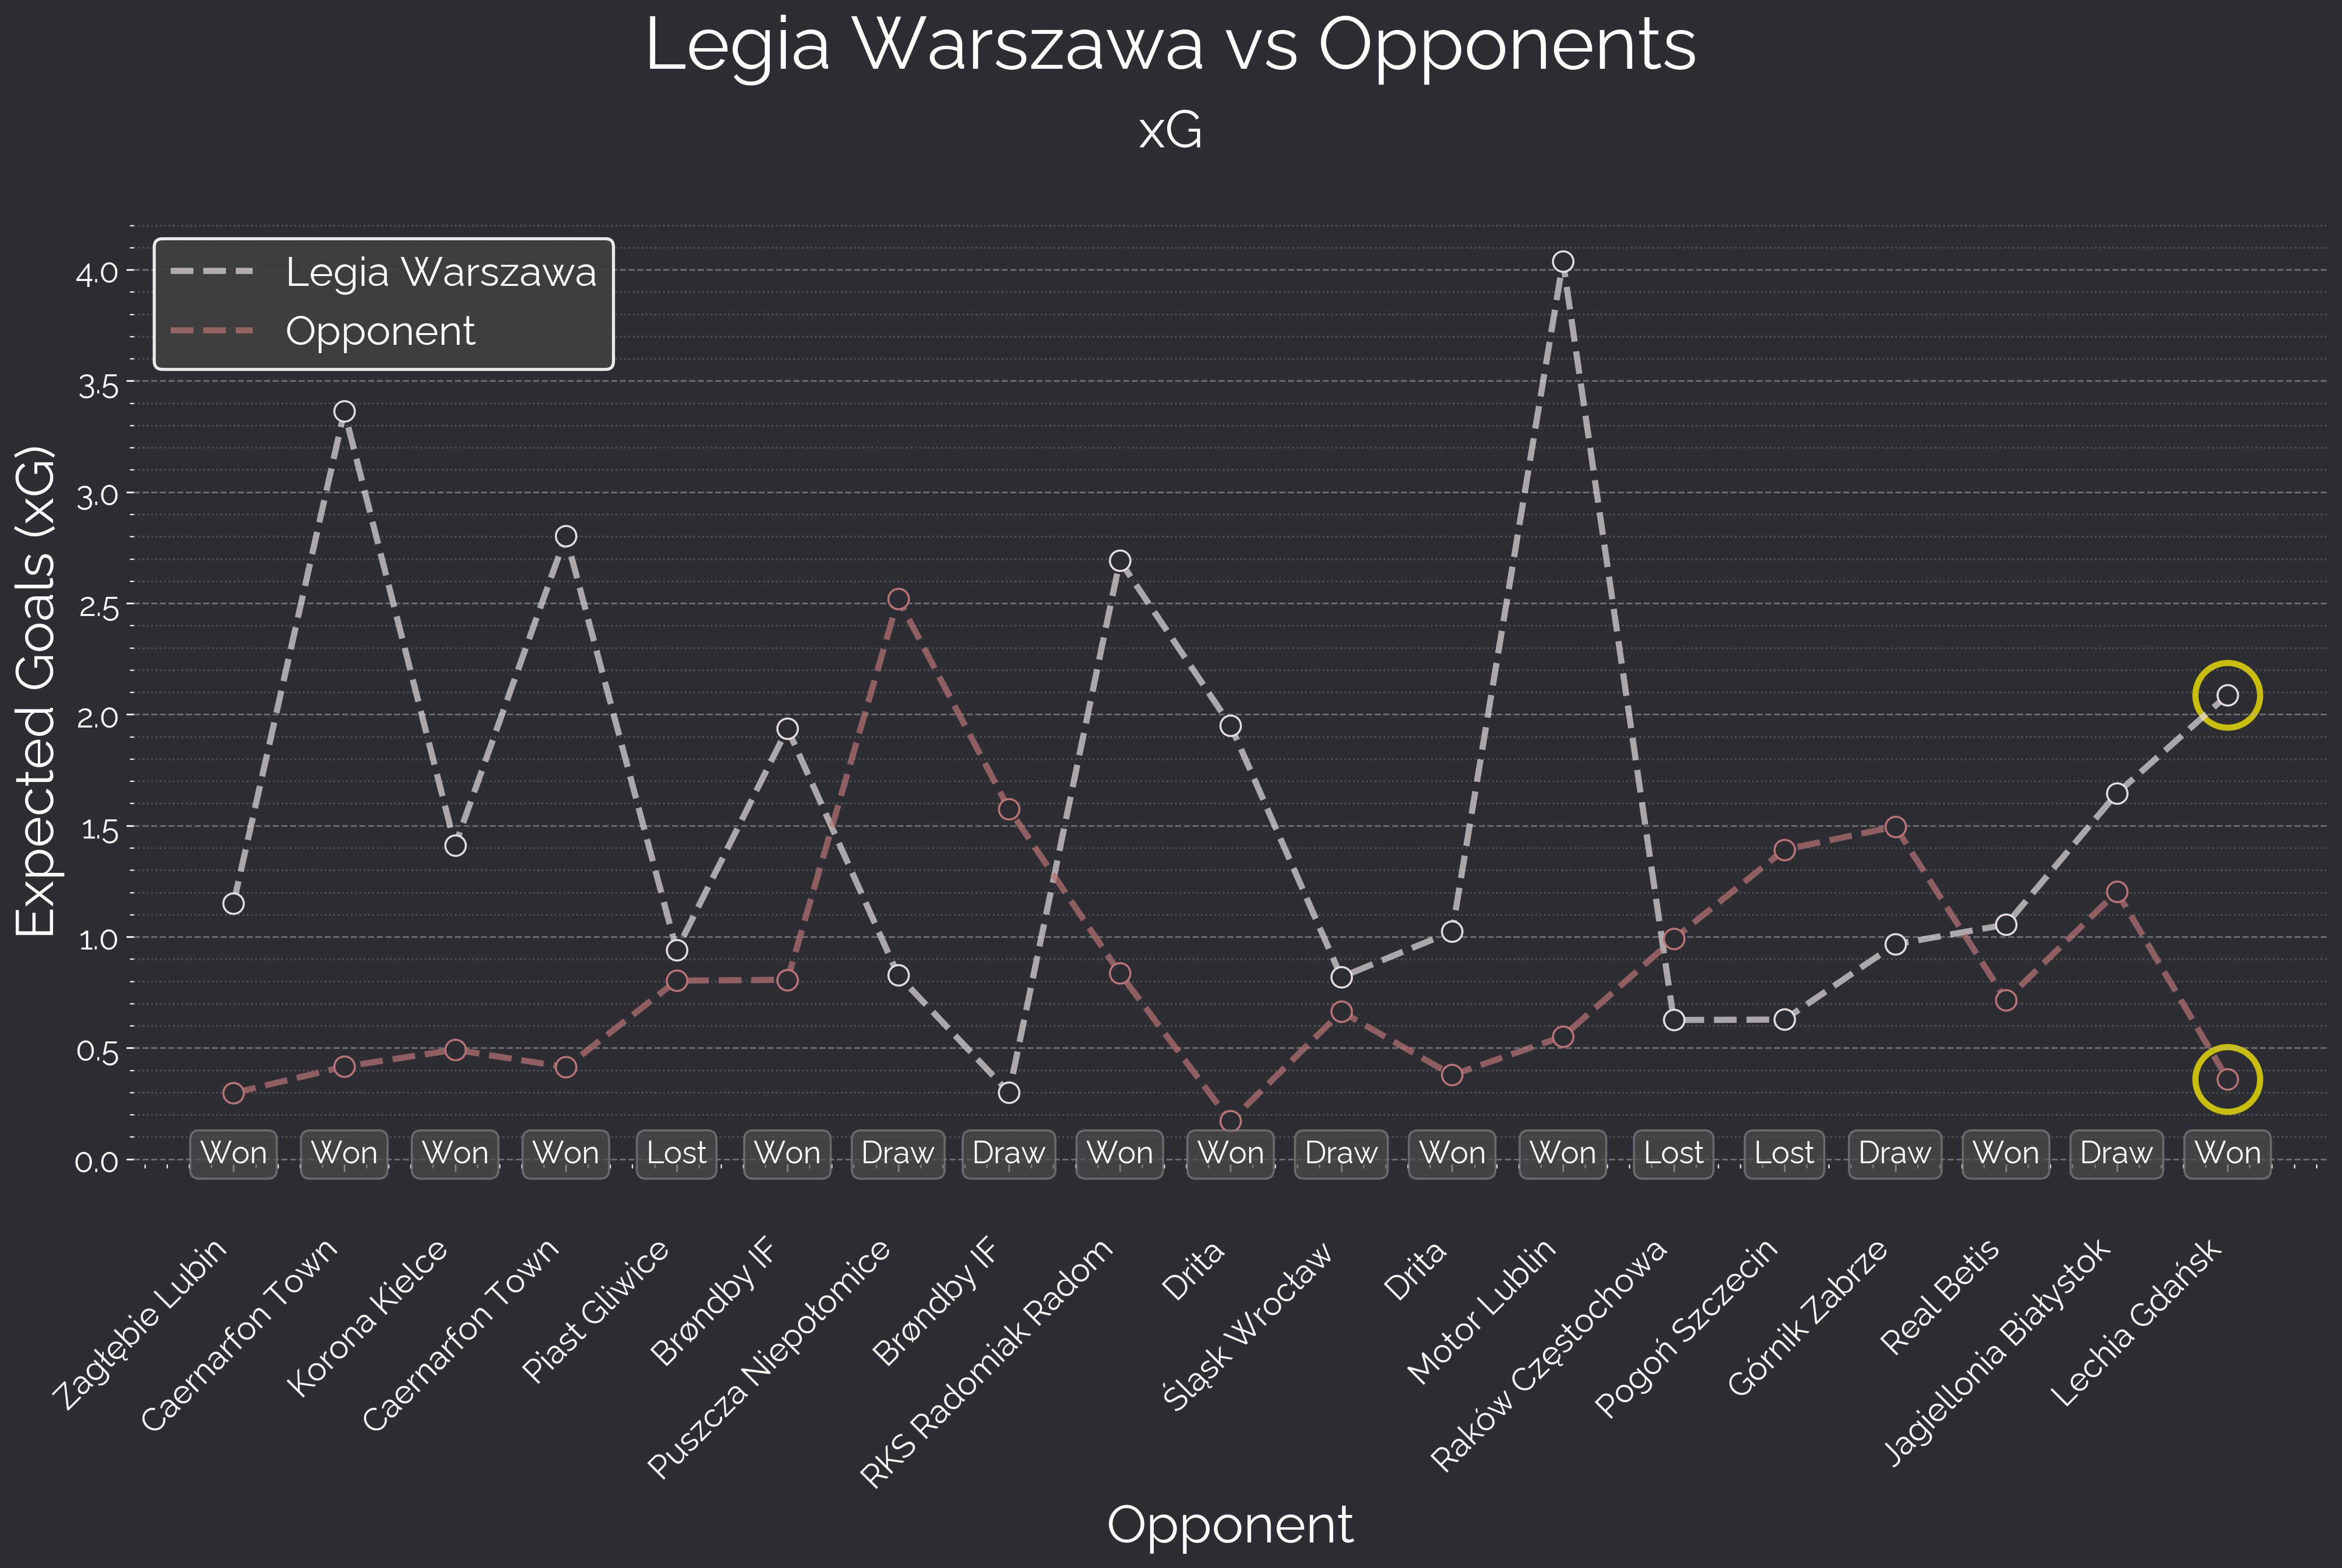 Legia Warszawa vs Opponents
xG
Legia Warszawa
Opponent
Expected Goals (xG)
4.0
3.5
3.0
2.5
2.0
1.5
1.0
0.5
0.0
Won Won Won Won Lost Won Draw Draw Won Won Draw Won Won Lost Lost Draw Won Draw Won
Zagłębie Lubin
Caernarfon Town
Korona Kielce
Caernarfon Town
Piast Gliwice
Brøndby IF
Puszcza Niepołomice
Brøndby IF
RKS Radomiak Radom
Drita
Śląsk Wrocław
Drita
Motor Lublin
Raków Częstochowa
Pogoń Szczecin
Górnik Zabrze
Real Betis
Jagiellonia Białystok
Lechia Gdańsk
Opponent